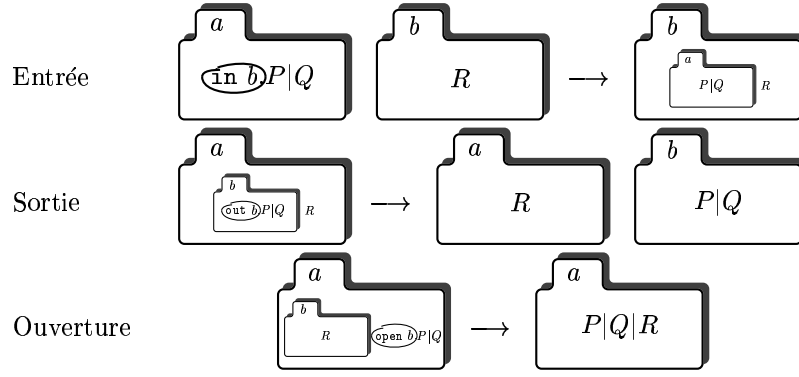 a b b
Entrée in b.P|Q R → a P|Q R
a a b
Sortie b out b P|Q R → R P|Q
a a
Ouverture b R open b P|Q → P|Q|R